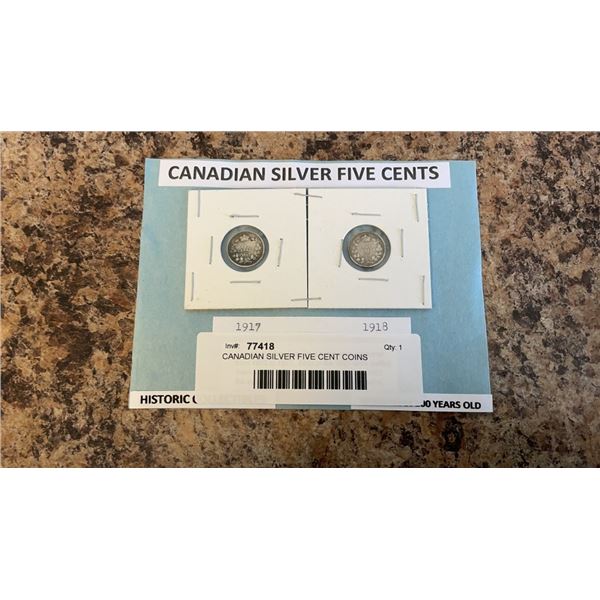 CANADIAN SILVER FIVE CENTS
1917 1918
Inv#: 77418 Qty: 1
CANADIAN SILVER FIVE CENT COINS
HISTORIC YEARS OLD